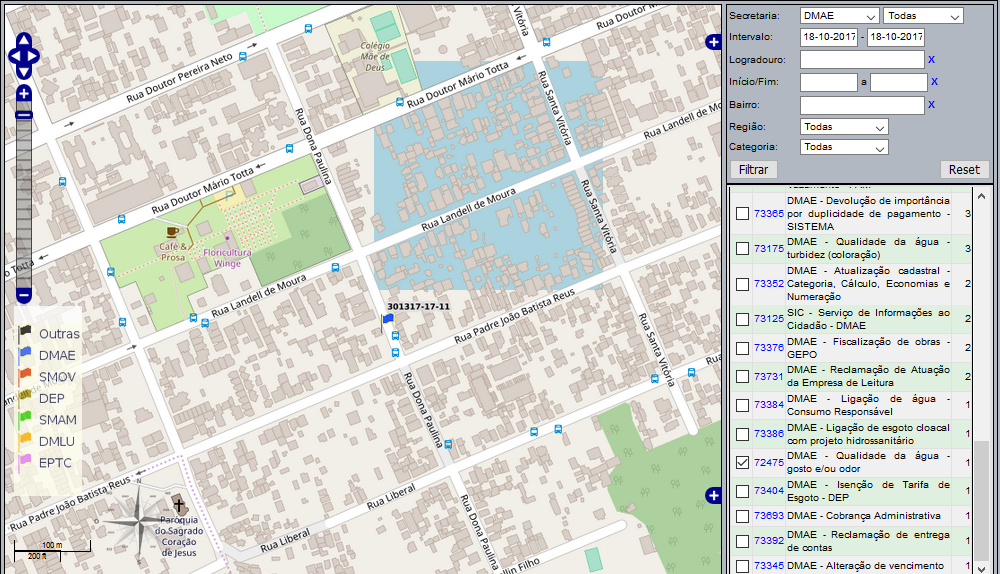 Rua Doutor Pereira Neto
Colégio
Mãe de
Deus
Rua Doutor Mário Totta
Vitória
Rua Doutor M
Rua Santa Vitória
Rua Landell de Mo
Rua Dona Paulina
Rua Doutor Mário Totta
Rua Landell de Moura
Rua Santa Vitória
Café &
Prosa
Floricultura
Winge
o Totta
Rua Landell de Moura
301317-17-11
Rua Padre João Batista Reus
Rua Santa Vitória
Rua
Outras
DMAE
SMOV
DEP
SMAM
DMLU
EPTC
Rua Dona Paulina
Rua Padre João Batista Reus
Rua Liberal
Rua Liberal
Rua Dona Pau
Paróquia
do Sagrado
Coração
de Jesus
llin Filho
100 m
200 ft
Secretaria: DMAE Todas
Intervalo: 18-10-2017 - 18-10-2017
Logradouro: X
Início/Fim: a X
Bairro: X
Região: Todas
Categoria: Todas
Filtrar Reset
73365 DMAE - Devolução de importância
por duplicidade de pagamento -
SISTEMA 3
73175 DMAE - Qualidade da água -
turbidez (coloração) 3
73352 DMAE - Atualização cadastral -
Categoria, Cálculo, Economias e
Numeração 2
73125 SIC - Serviço de Informações ao
Cidadão - DMAE 2
73376 DMAE - Fiscalização de obras -
GEPO 2
73731 DMAE - Reclamação de Atuação
da Empresa de Leitura 2
73384 DMAE - Ligação de água -
Consumo Responsável 1
73386 DMAE - Ligação de esgoto cloacal
com projeto hidrossanitário 1
72475 DMAE - Qualidade da água -
gosto e/ou odor 1
73404 DMAE - Isenção de Tarifa de
Esgoto - DEP 1
73693 DMAE - Cobrança Administrativa 1
73392 DMAE - Reclamação de entrega
de contas 1
73345 DMAE - Alteração de vencimento 1